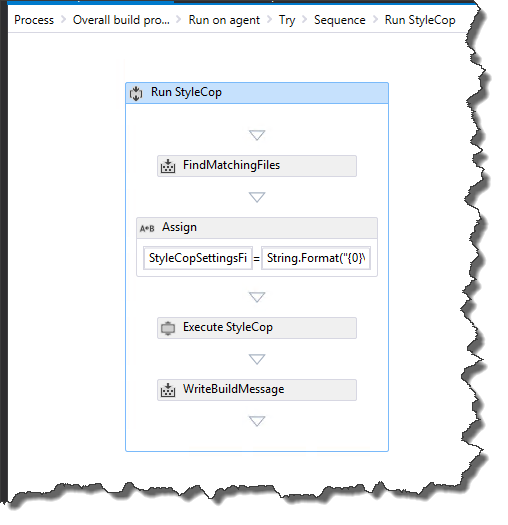 Process > Overall build pro... > Run on agent > Try > Sequence > Run StyleCop
Run StyleCop
FindMatchingFiles
A=B Assign
StyleCopSettingsFi = String.Format("{0}\
Execute StyleCop
WriteBuildMessage